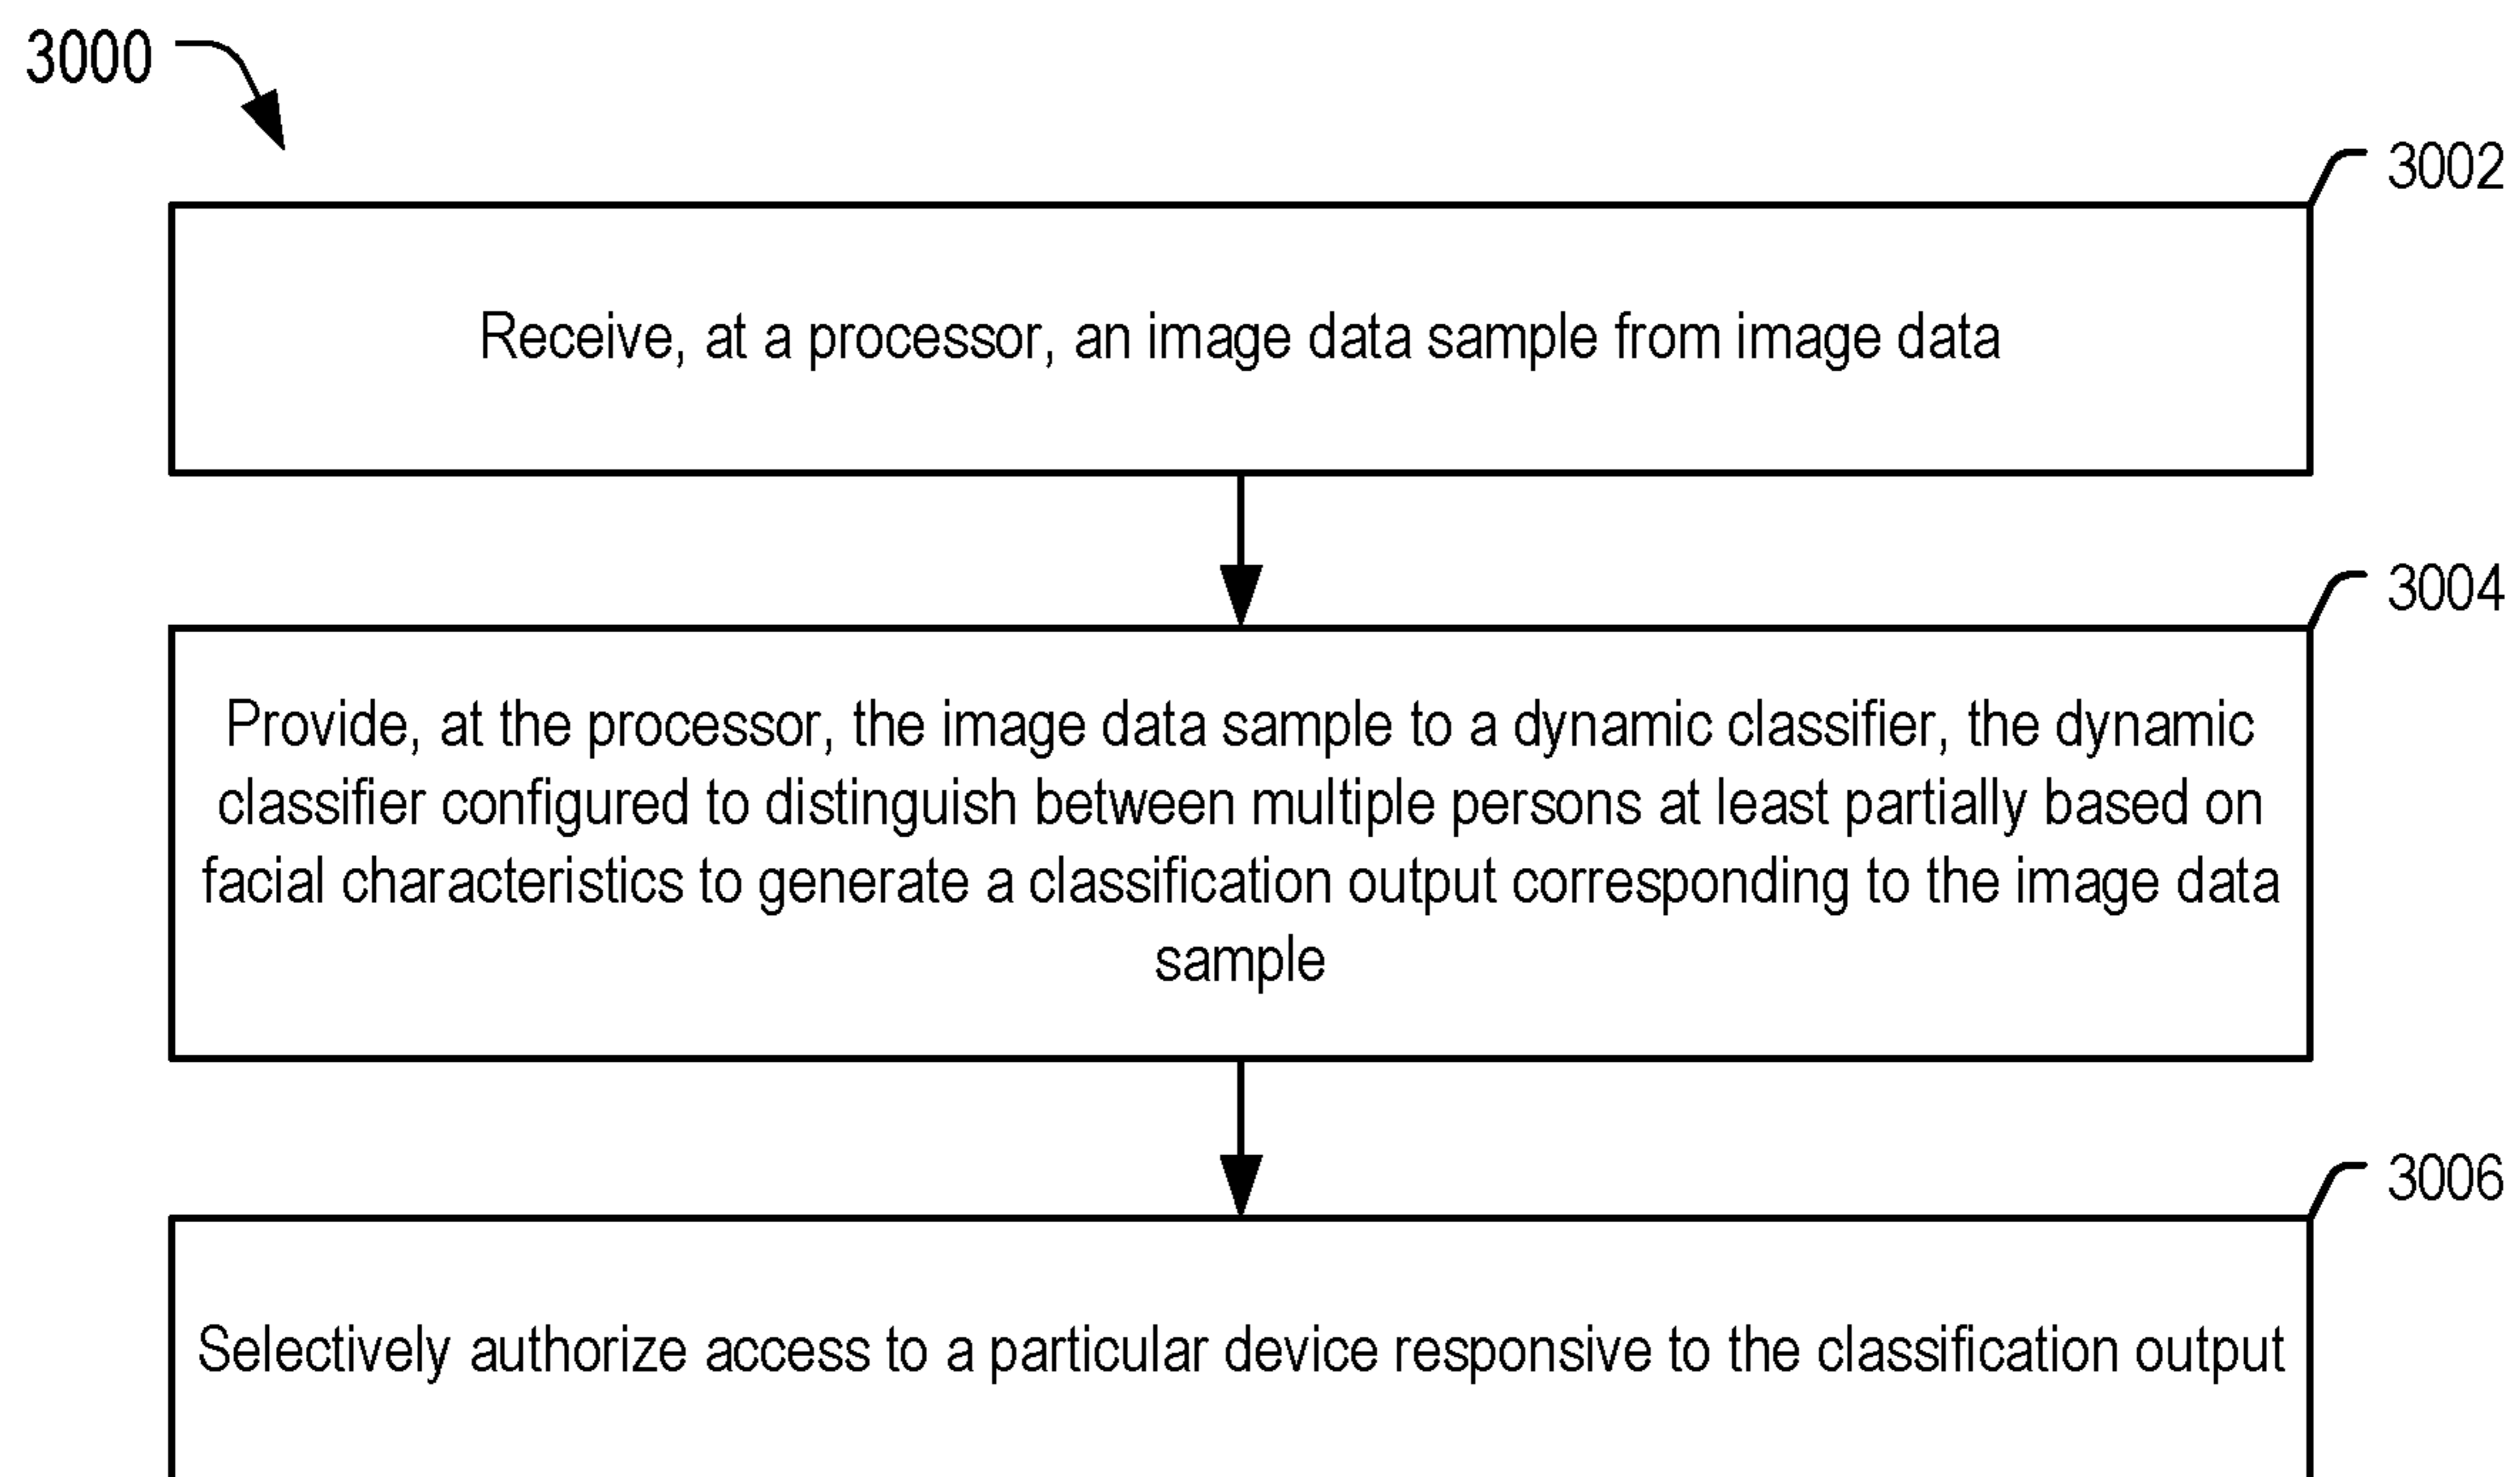 3000
3002
Receive, at a processor, an image data sample from image data
3004
Provide, at the processor, the image data sample to a dynamic classifier, the dynamic
classifier configured to distinguish between multiple persons at least partially based on
facial characteristics to generate a classification output corresponding to the image data
sample
3006
Selectively authorize access to a particular device responsive to the classification output